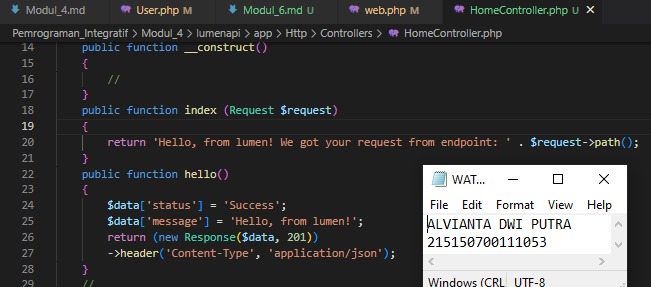 Modul_4.md
User.php
Modul_6.md U
web.php
HomeController.php U
Pemrograman_Integratif > Modul_4 > lumenapi > app > Http > Controllers > HomeController.php
14 public function __construct()
15 {
16 //
17 }
18 public function index (Request $request)
19 {
20 return 'Hello, from lumen! We got your request from endpoint: ' . $request->path();
21 }
22 public function hello()
23 {
24 $data['status'] = 'Success';
25 $data['message'] = 'Hello, from lumen!';
26 return (new Response($data, 201))
27 ->header('Content-Type', 'application/json');
28 }
29 //
WAT...
File Edit Format View Help
ALVIANTA DWI PUTRA
215150700111053
Windows (CRL UTF-8